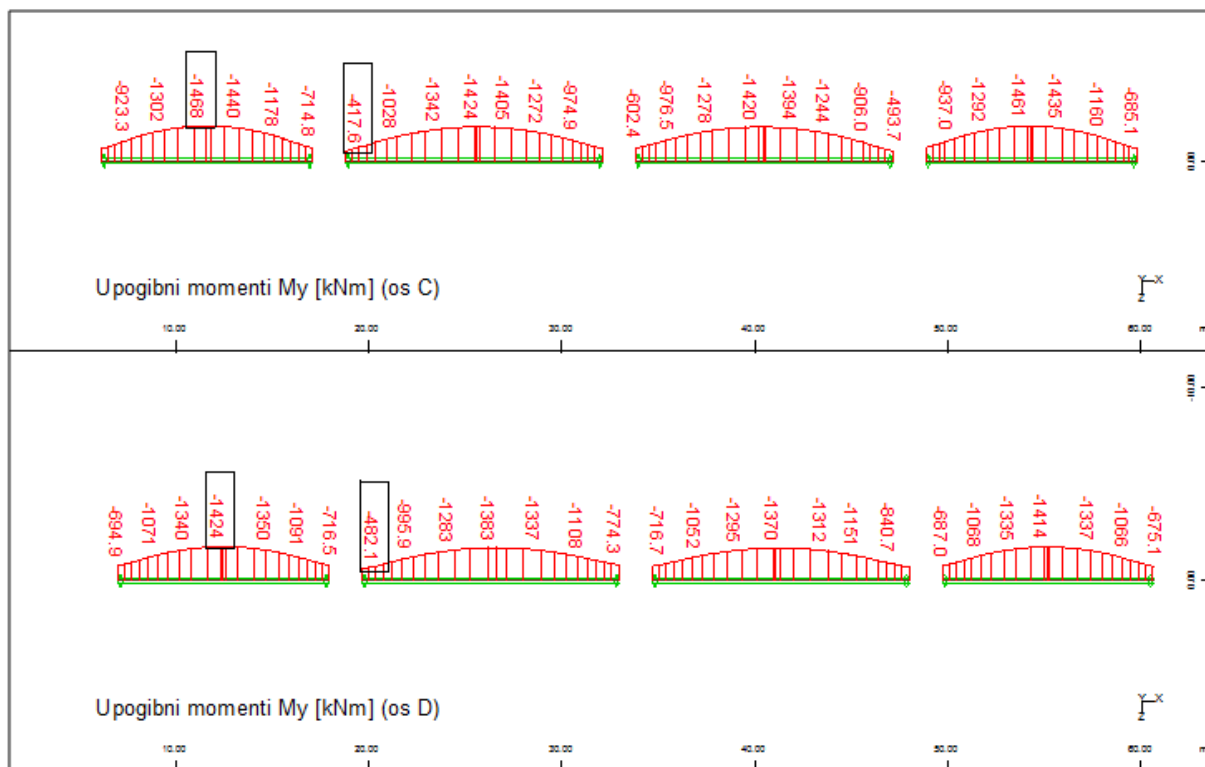 -923.3 -1302 -1468 -1440 -1178 -714.8 -417.6 -1028 -1342 -1424 -1405 -1272 -974.9 -602.4 -976.5 -1278 -1420 -1394 -1244 -906.0 -493.7 -937.0 -1292 -1461 -1435 -1160 -685.1
0.00
Upogibni momenti My [kNm] (os C)
Y X
Z
10.00 20.00 30.00 40.00 50.00 60.00 m
-694.9 -1071 -1340 -1424 -1350 -1091 -716.5 -482.1 -995.9 -1283 -1383 -1337 -1108 -774.3 -716.7 -1052 -1295 -1370 -1312 -1151 -840.7 -687.0 -1068 -1335 -1414 -1337 -1066 -675.1
0.00
Upogibni momenti My [kNm] (os D)
Y X
Z
10.00 20.00 30.00 40.00 50.00 60.00 m